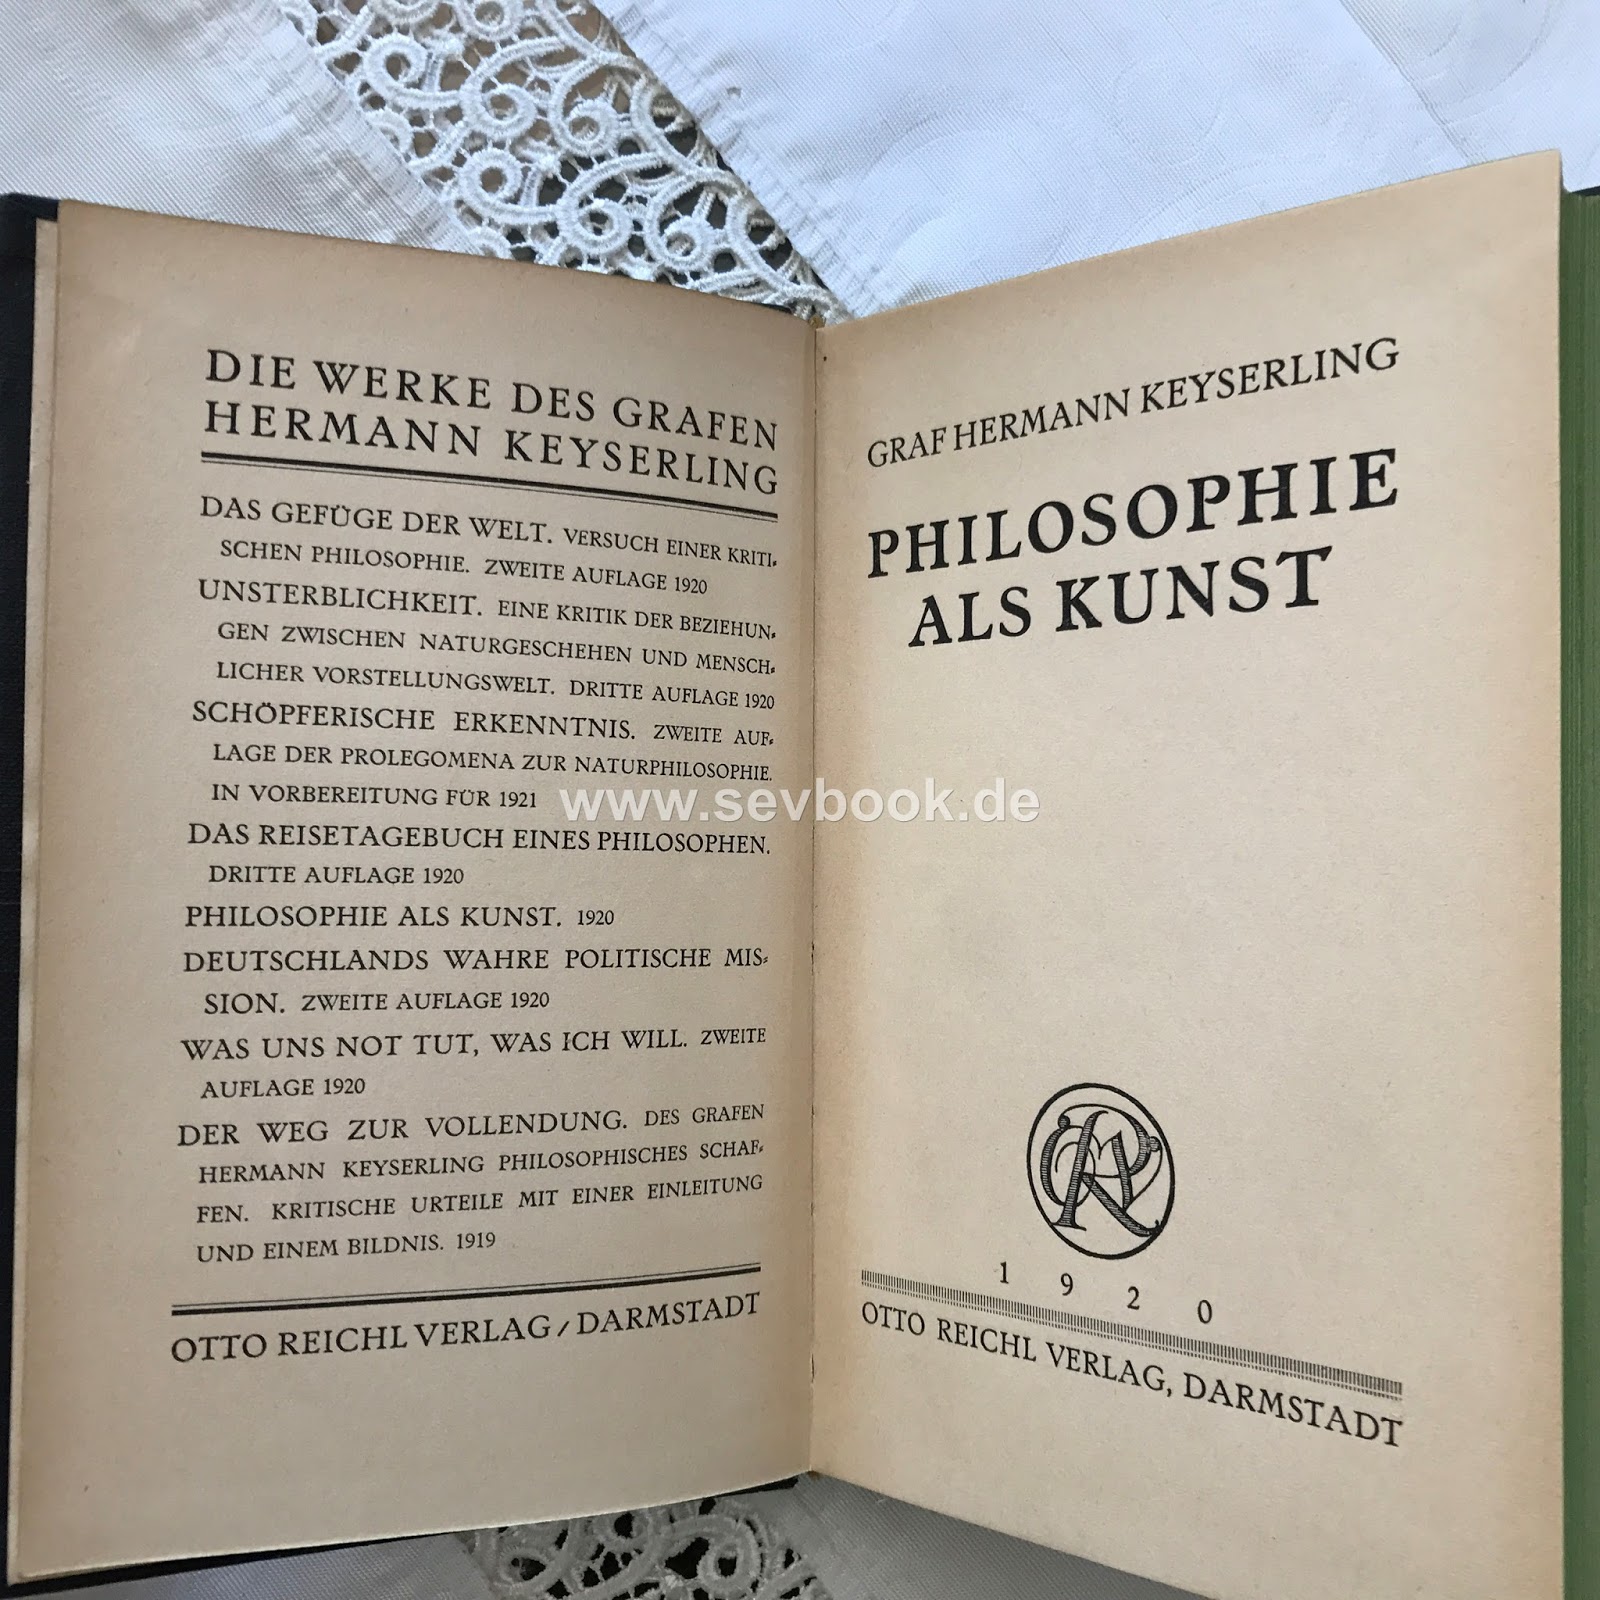 DIE WERKE DES GRAFEN
HERMANN KEYSERLING
DAS GEFÜGE DER WELT. VERSUCH EINER KRITI-
SCHEN PHILOSOPHIE. ZWEITE AUFLAGE 1920
UNSTERBLICHKEIT. EINE KRITIK DER BEZIEHUN-
GEN ZWISCHEN NATURGESCHEHEN UND MENSCH-
LICHER VORSTELLUNGSWELT. DRITTE AUFLAGE 1920
SCHÖPFERISCHE ERKENNTNIS. ZWEITE AUF-
LAGE DER PROLEGOMENA ZUR NATURPHILOSOPHIE.
IN VORBEREITUNG FÜR 1921
DAS REISETAGEBUCH EINES PHILOSOPHEN.
DRITTE AUFLAGE 1920
PHILOSOPHIE ALS KUNST. 1920
DEUTSCHLANDS WAHRE POLITISCHE MIS-
SION. ZWEITE AUFLAGE 1920
WAS UNS NOT TUT, WAS ICH WILL. ZWEITE
AUFLAGE 1920
DER WEG ZUR VOLLENDUNG. DES GRAFEN
HERMANN KEYSERLING PHILOSOPHISCHES SCHAF-
FEN. KRITISCHE URTEILE MIT EINER EINLEITUNG
UND EINEM BILDNIS. 1919
OTTO REICHL VERLAG / DARMSTADT
GRAF HERMANN KEYSERLING
PHILOSOPHIE
ALS KUNST
1920
OTTO REICHL VERLAG, DARMSTADT
www.sevbook.de